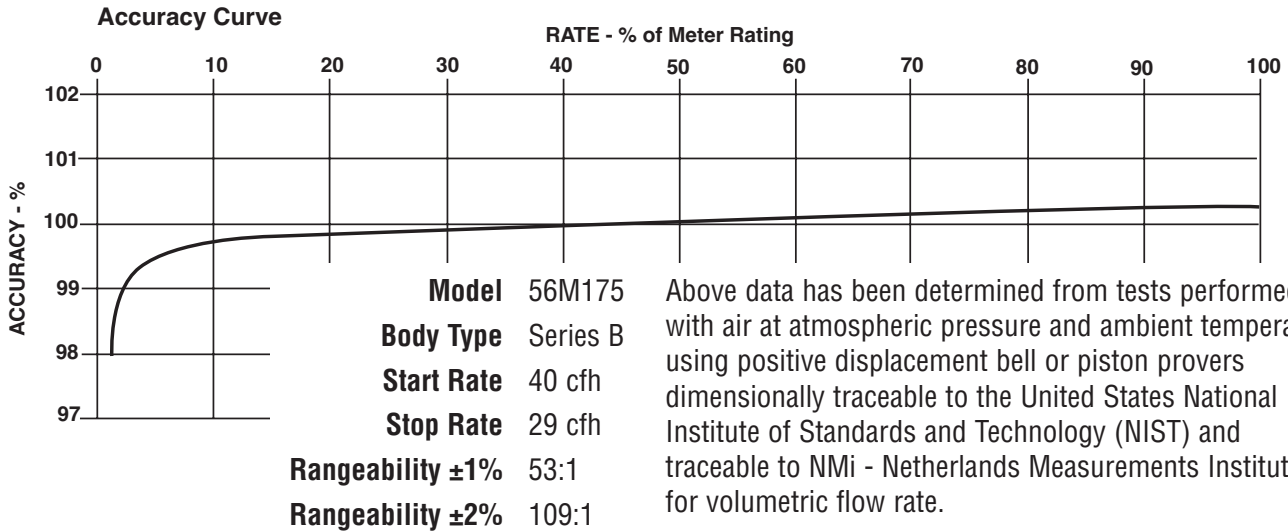 Accuracy Curve
RATE - % of Meter Rating
0 10 20 30 40 50 60 70 80 90 100
102
101
100
99
98
97
ACCURACY - %
Model 56M175
Body Type Series B
Start Rate 40 cfh
Stop Rate 29 cfh
Rangeability ±1% 53:1
Rangeability ±2% 109:1
Above data has been determined from tests performe
with air at atmospheric pressure and ambient tempera
using positive displacement bell or piston provers
dimensionally traceable to the United States National
Institute of Standards and Technology (NIST) and
traceable to NMi - Netherlands Measurements Institut
for volumetric flow rate.